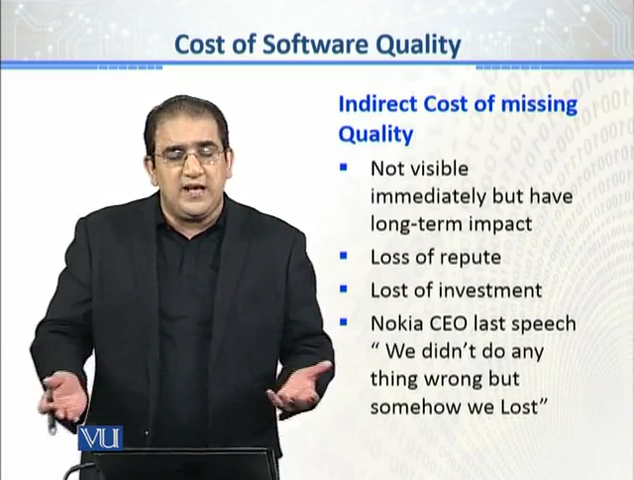 Cost of Software Quality
Indirect Cost of missing
Quality
Not visible
immediately but have
long-term impact
Loss of repute
Lost of investment
Nokia CEO last speech
“ We didn’t do any
thing wrong but
somehow we Lost”
VU